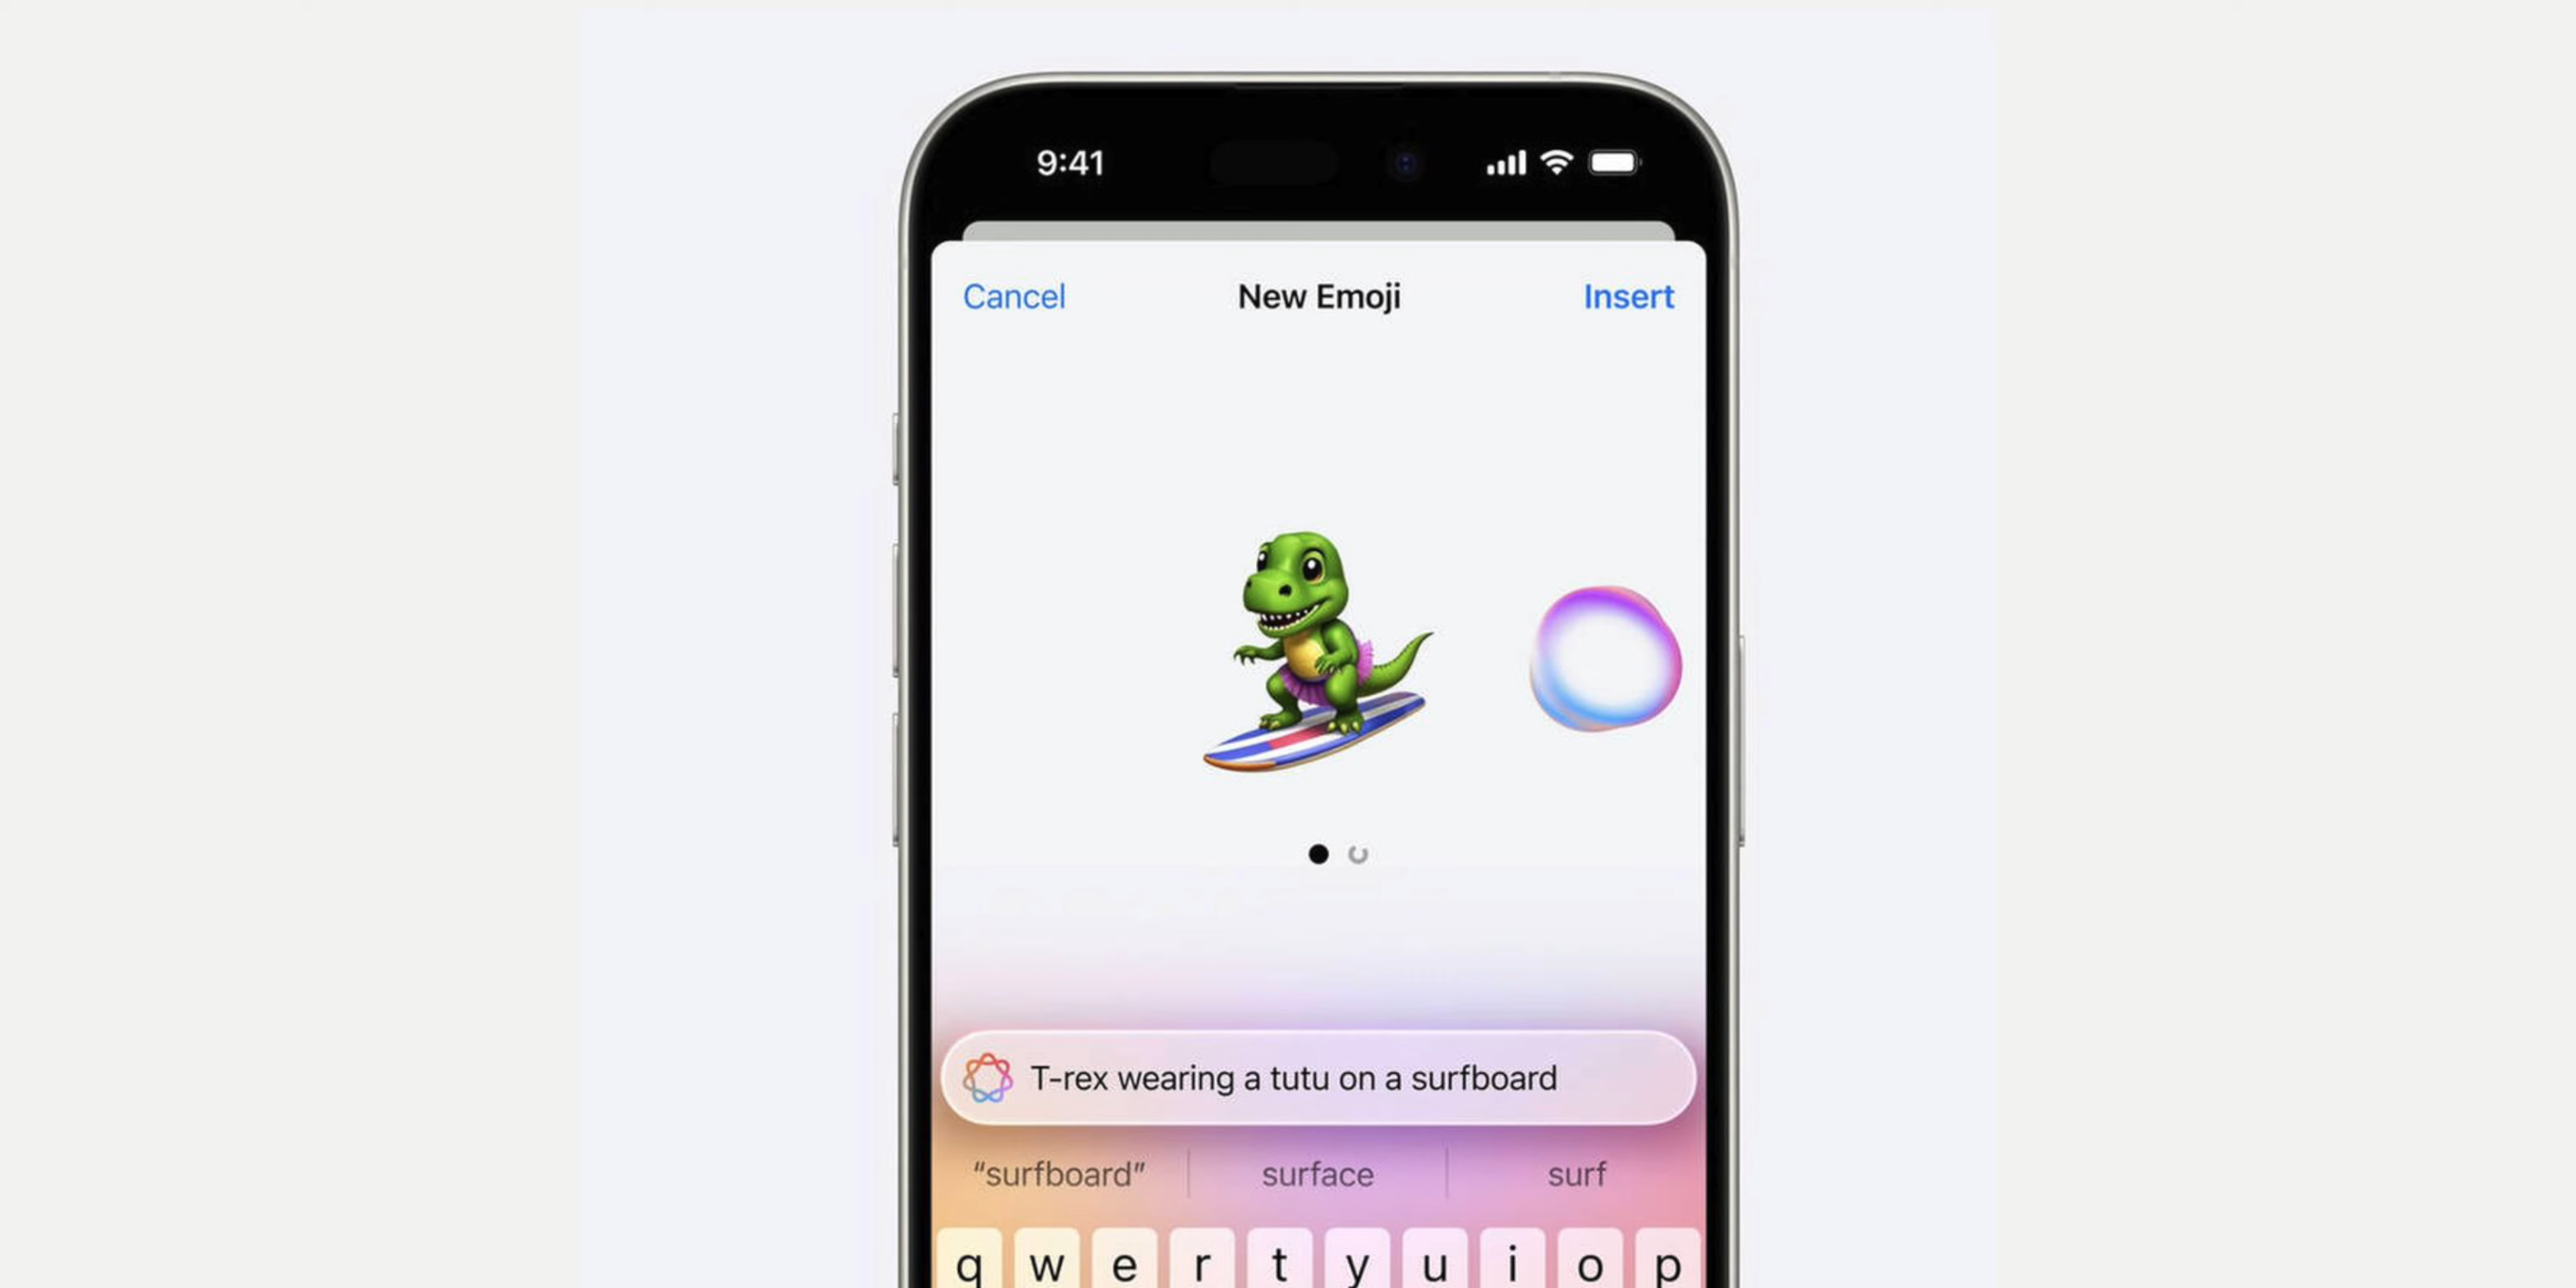 9:41
Cancel New Emoji Insert
T-rex wearing a tutu on a surfboard
“surfboard” surface surf
q w e r t y u i o p